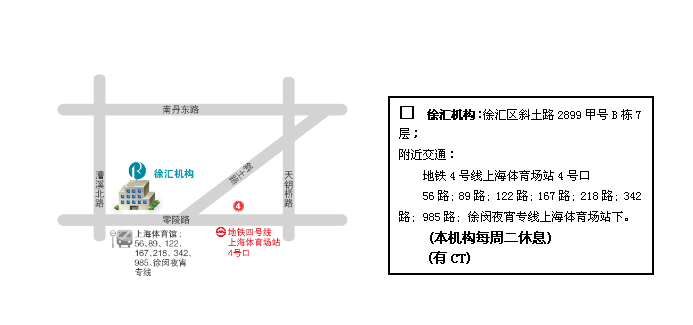 南丹东路
漕溪北路
徐汇机构
斜土路
天钥桥路
零陵路
4
上海体育馆：
56、89、122、
167、218、342、
985、徐闵夜宵
专线
地铁四号线
上海体育场站
4号口
□ 徐汇机构：徐汇区斜土路 2899 甲号 B 栋 7
层；
附近交通：
地铁 4 号线上海体育场站 4 号口
56 路；89 路；122 路；167 路；218 路；342
路；985 路；徐闵夜宵专线上海体育场站下。
(本机构每周二休息)
(有 CT)